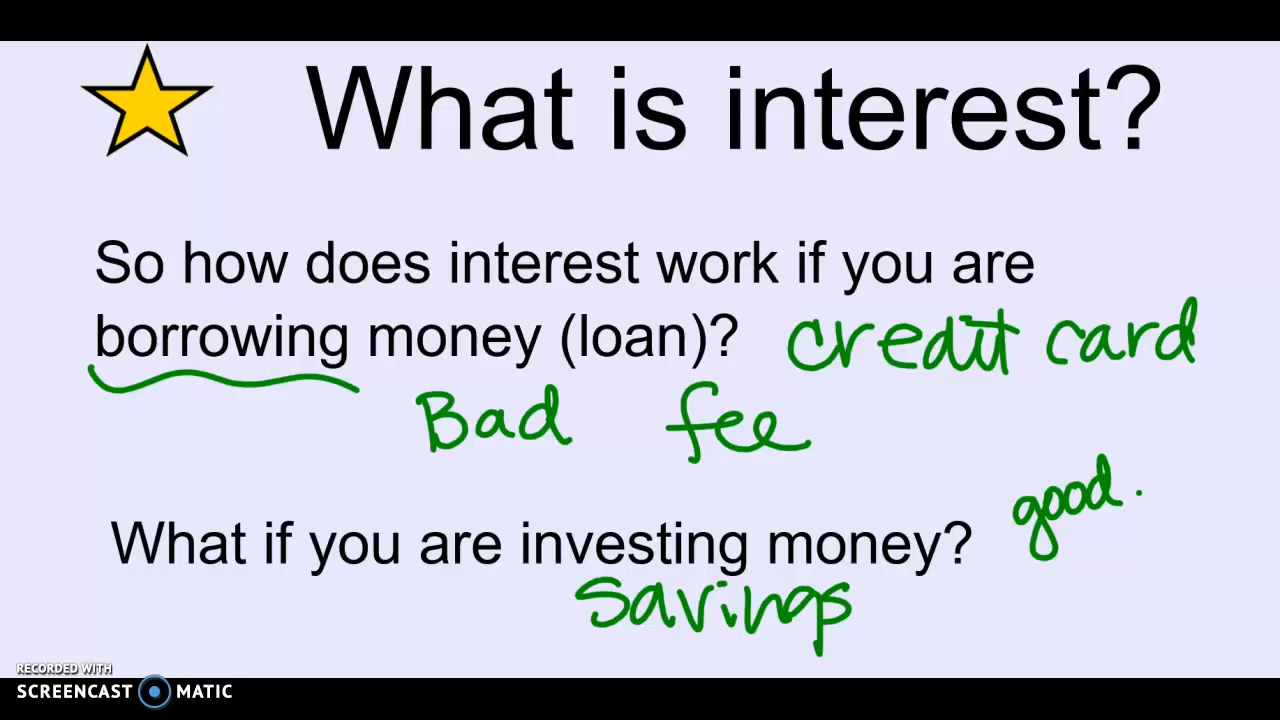 What is interest?
So how does interest work if you are
borrowing money (loan)? credit card
Bad fee
good.
What if you are investing money?
savings
RECORDED WITH
SCREENCAST MATIC